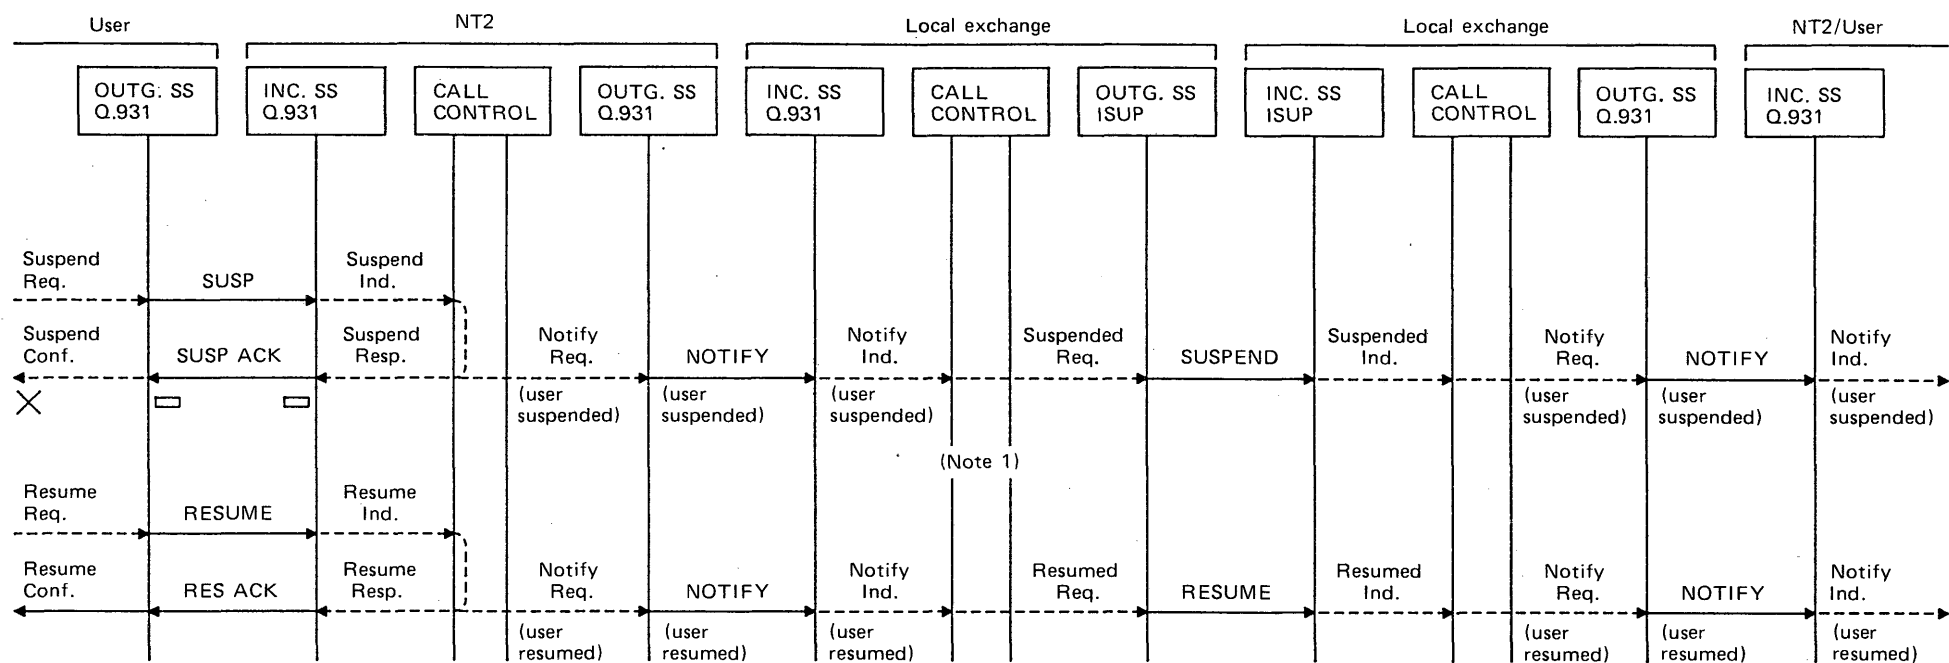 User
NT2
Local exchange
Local exchange
NT2/User
OUTG. SS
Q.931
INC. SS
Q.931
CALL
CONTROL
OUTG. SS
Q.931
INC. SS
Q.931
CALL
CONTROL
OUTG. SS
ISUP
INC. SS
ISUP
CALL
CONTROL
OUTG. SS
Q.931
INC. SS
Q.931
Suspend
Req.
SUSP
Suspend
Ind.
Suspend
Conf.
SUSP ACK
Suspend
Resp.
Notify
Req.
NOTIFY
Notify
Ind.
Suspended
Req.
SUSPEND
Suspended
Ind.
Notify
Req.
NOTIFY
Notify
Ind.
(user
suspended)
(user
suspended)
(user
suspended)
(user
suspended)
(user
suspended)
(user
suspended)
(Note 1)
Resume
Req.
RESUME
Resume
Ind.
Resume
Conf.
RES ACK
Resume
Resp.
Notify
Req.
NOTIFY
Notify
Ind.
Resumed
Req.
RESUME
Resumed
Ind.
Notify
Req.
NOTIFY
Notify
Ind.
(user
resumed)
(user
resumed)
(user
resumed)
(user
resumed)
(user
resumed)
(user
resumed)